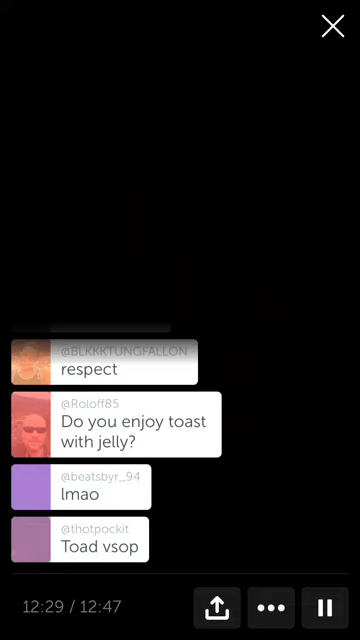 @BLKKKTUNGFALLON
respect
@Roloff85
Do you enjoy toast
with jelly?
@beatsbyr_94
lmao
@thotpockit
Toad vsop
12:29 / 12:47